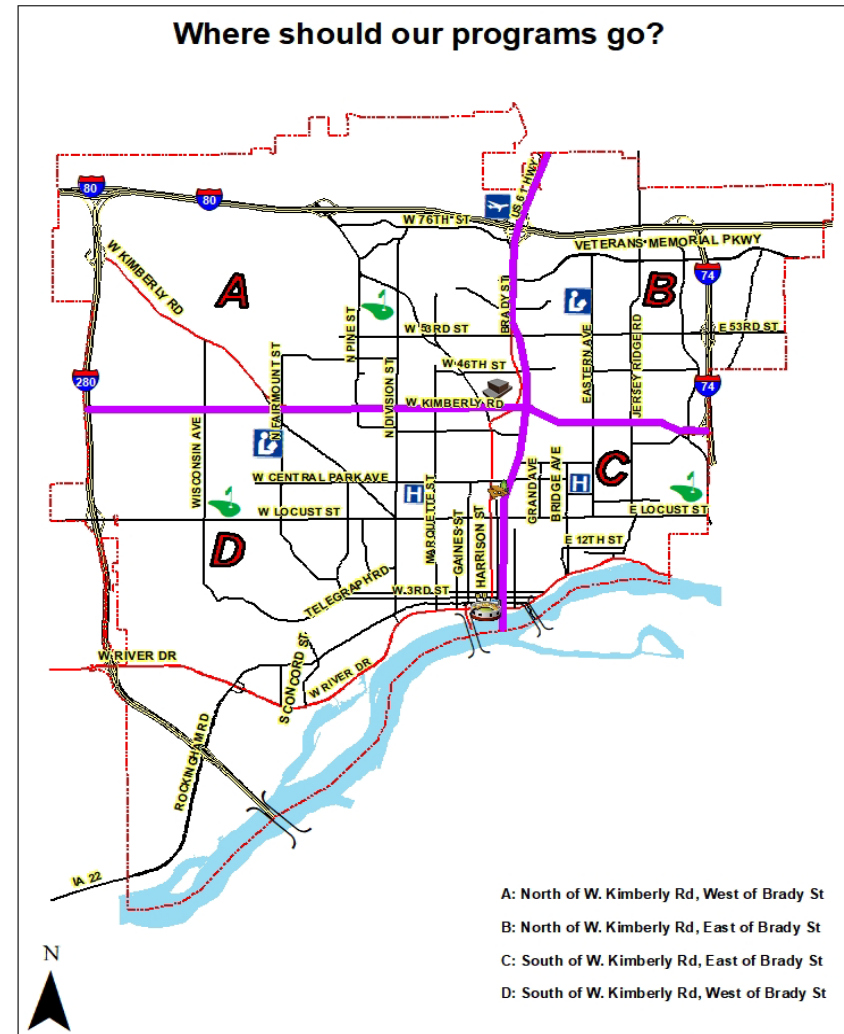 Where should our programs go?
80
80
US 61 HWY
W 76TH ST
VETERANS MEMORIAL PKWY
W KIMBERLY RD
A
B
74
BRADY ST
N PINE ST
W 53RD ST
E 53RD ST
EASTERN AVE
JERSEY RIDGE RD
N FAIRMOUNT ST
N DIVISION ST
W 46TH ST
280
74
W KIMBERLY RD
WISCONSIN AVE
W CENTRAL PARK AVE
H
MARQUETTE ST
GRAND AVE
BRIDGE AVE
H
C
W LOCUST ST
GAINES ST
HARRISON ST
E LOCUST ST
D
E 12TH ST
TELEGRAPH RD
W 3RD ST
W RIVER DR
S CONCORD ST
W RIVER DR
ROCKINGHAM RD
IA 22
A: North of W. Kimberly Rd, West of Brady St
B: North of W. Kimberly Rd, East of Brady St
C: South of W. Kimberly Rd, East of Brady St
D: South of W. Kimberly Rd, West of Brady St
N